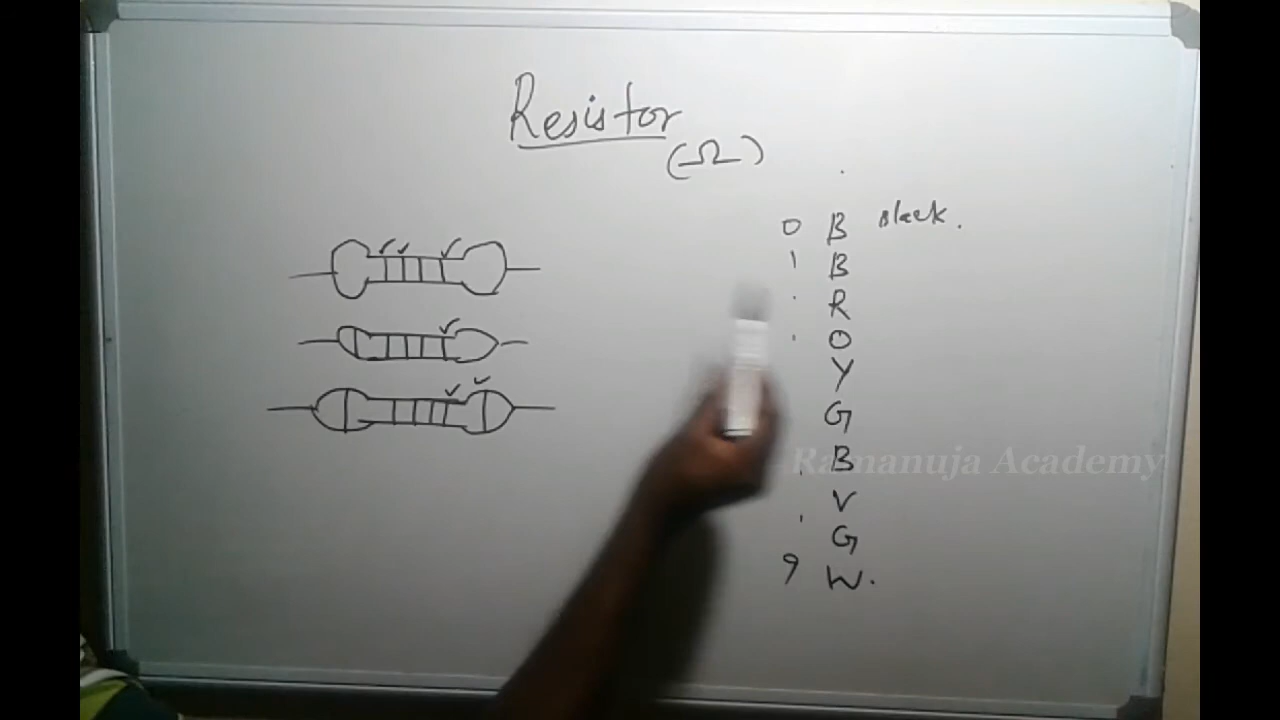 Resistor
(Ω)
0 B Black.
1 B
R
O
Y
G
B
Ramanuja Academy
V
G
9 W.